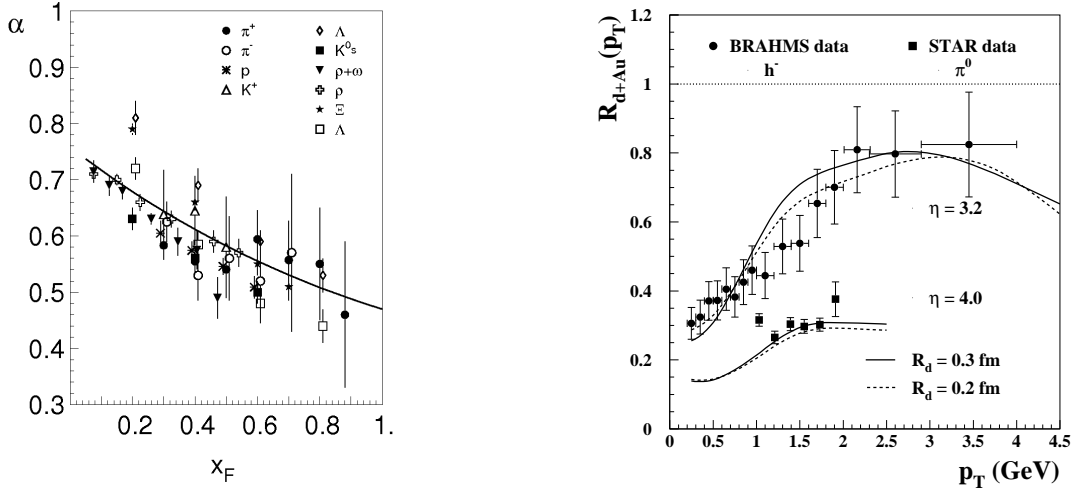 α
1
0.9
0.8
0.7
0.6
0.5
0.4
0.3
0.2 0.4 0.6 0.8 1.
x_F
π⁺
π⁻
p
K⁺
Λ
K⁰s
ρ+ω
ρ
Ξ
Λ
R_d+Au(p_T)
1.2
1
0.8
0.6
0.4
0.2
0
0 0.5 1 1.5 2 2.5 3 3.5 4 4.5
p_T (GeV)
BRAHMS data STAR data
h⁻ π⁰
η = 3.2
η = 4.0
R_d = 0.3 fm
R_d = 0.2 fm